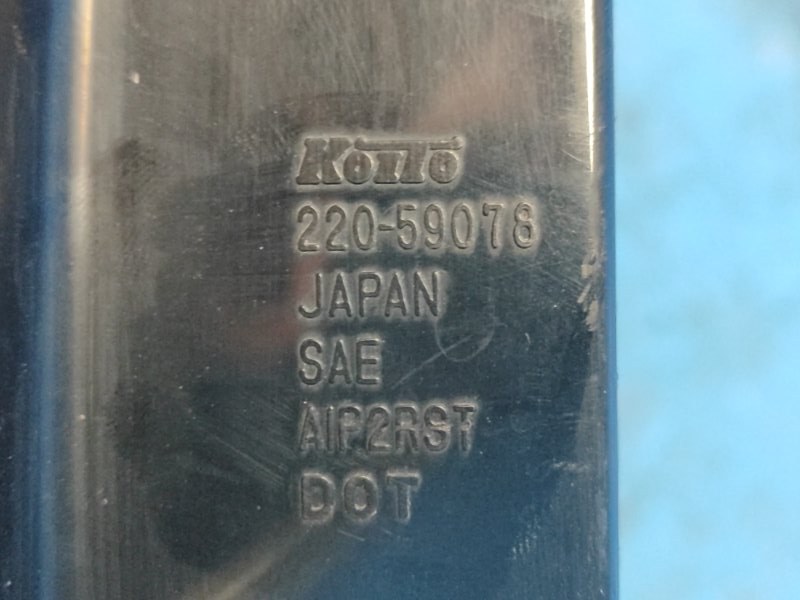 KOITO
220-59078
JAPAN
SAE
AIP2RST
DOT